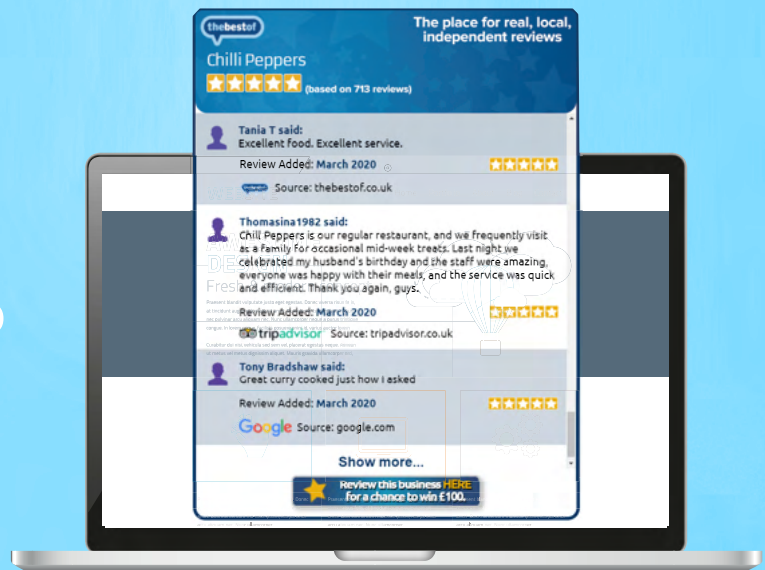 thebestof
The place for real, local,
independent reviews
Chilli Peppers
(based on 713 reviews)
Tania T said:
Excellent food. Excellent service.
Review Added: March 2020
Source: thebestof.co.uk
Thomasina1982 said:
Chill Peppers is our regular restaurant, and we frequently visit
as a family for occasional mid-week treats. Last night we
celebrated my husband's birthday and the staff were amazing,
everyone was happy with their meals, and the service was quick
and efficient. Thank you again, guys.
Review Added: March 2020
tripadvisor Source: tripadvisor.co.uk
Tony Bradshaw said:
Great curry cooked just how I asked
Review Added: March 2020
Google Source: google.com
Show more...
Review this business HERE
for a chance to win £100.